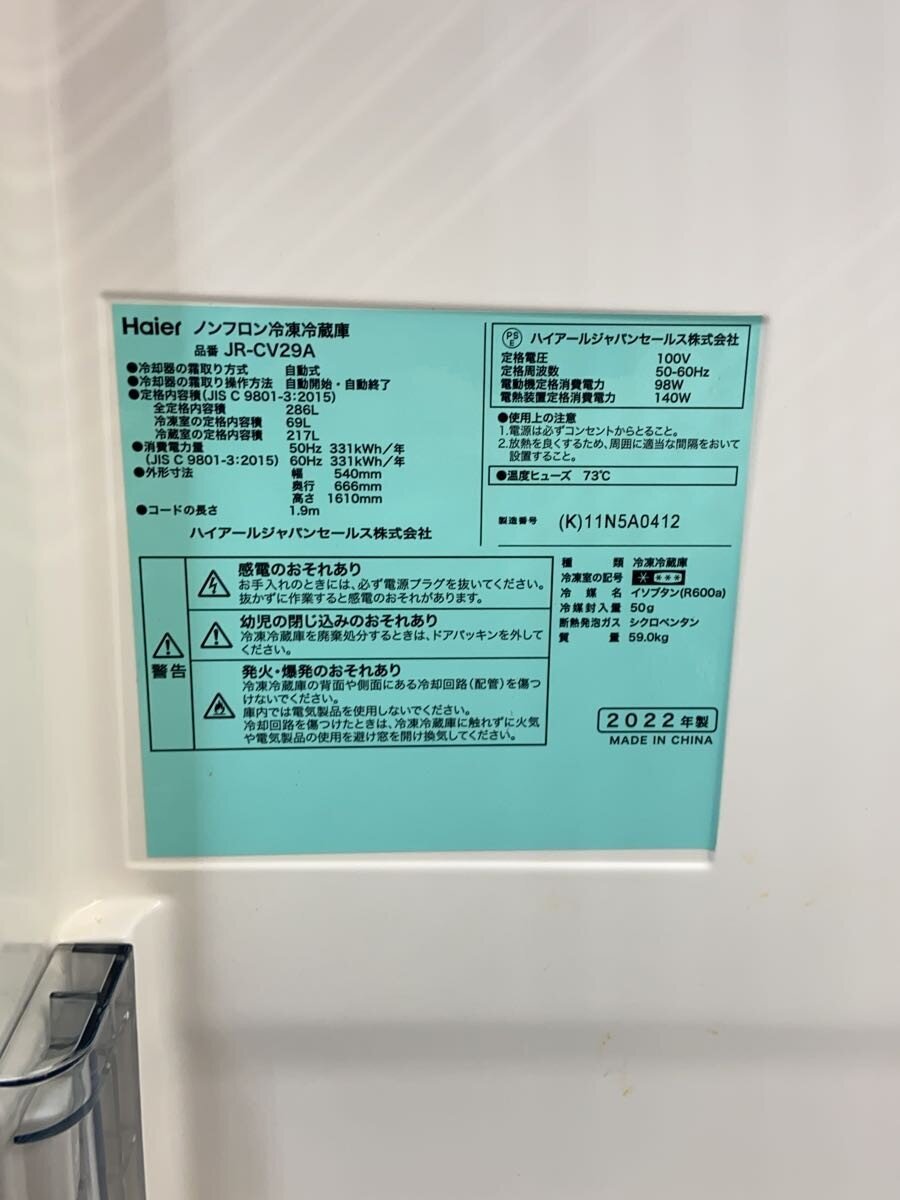 Haier ノンフロン冷凍冷蔵庫
品番 JR-CV29A
●冷却器の霜取り方式 自動式
●冷却器の霜取り操作方法 自動開始・自動終了
●定格内容積(JIS C 9801-3:2015)
全定格内容積 286L
冷凍室の定格内容積 69L
冷蔵室の定格内容積 217L
●消費電力量 50Hz 331kWh/年
(JIS C 9801-3:2015) 60Hz 331kWh/年
●外形寸法 幅 540mm
奥行 666mm
高さ 1610mm
●コードの長さ 1.9m
ハイアールジャパンセールス株式会社
PSE ハイアールジャパンセールス株式会社
定格電圧 100V
定格周波数 50-60Hz
電動機定格消費電力 98W
電熱装置定格消費電力 140W
●使用上の注意
1.電源は必ずコンセントからとること。
2.放熱を良くするため、周囲に適当な間隔をおいて
設置すること。
●温度ヒューズ 73℃
製造番号 (K)11N5A0412
警告
感電のおそれあり
お手入れのときには、必ず電源プラグを抜いてください。
抜かずに作業すると感電のおそれがあります。
幼児の閉じ込みのおそれあり
冷凍冷蔵庫を廃棄処分するときは、ドアパッキンを外して
ください。
発火・爆発のおそれあり
冷凍冷蔵庫の背面や側面にある冷却回路(配管)を傷つ
けないでください。
庫内では電気製品を使用しないでください。
冷却回路を傷つけたときは、冷凍冷蔵庫に触れずに火気
や電気製品の使用を避け窓を開け換気してください。
種類 冷凍冷蔵庫
冷凍室の記号 * ***
冷媒名 イソブタン(R600a)
冷媒封入量 50g
断熱発泡ガス シクロペンタン
質量 59.0kg
2022年製
MADE IN CHINA